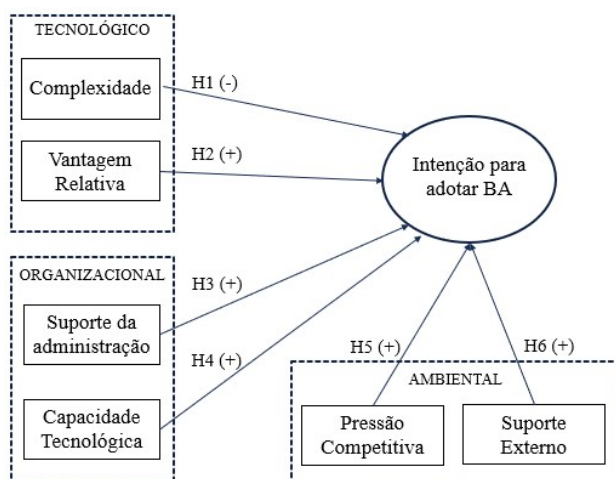 TECNOLÓGICO
Complexidade
H1 (-)
Vantagem
Relativa
H2 (+)
Intenção para
adotar BA
ORGANIZACIONAL
Suporte da
administração
H3 (+)
Capacidade
Tecnológica
H4 (+)
H5 (+)
H6 (+)
AMBIENTAL
Pressão
Competitiva
Suporte
Externo